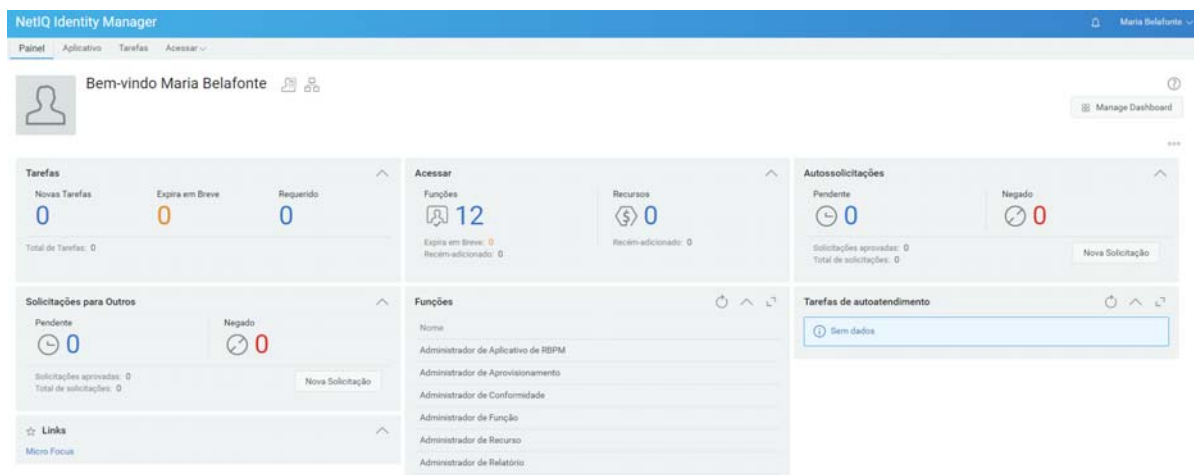 NetIQ Identity Manager
Maria Belafonte
Painel Aplicativo Tarefas Acessar
Bem-vindo Maria Belafonte
Manage Dashboard
Tarefas
Novas Tarefas Expira em Breve Requerido
0 0 0
Total de Tarefas: 0
Acessar
Funções Recursos
12 0
Expira em Breve: 0 Recém-adicionado: 0
Recém-adicionado: 0
Autossolicitações
Pendente Negado
0 0
Solicitações aprovadas: 0
Total de solicitações: 0
Nova Solicitação
Solicitações para Outros
Pendente Negado
0 0
Solicitações aprovadas: 0
Total de solicitações: 0
Nova Solicitação
Links
Micro Focus
Funções
Nome
Administrador de Aplicativo de RBPM
Administrador de Aprovisionamento
Administrador de Conformidade
Administrador de Função
Administrador de Recurso
Administrador de Relatório
Tarefas de autoatendimento
Sem dados